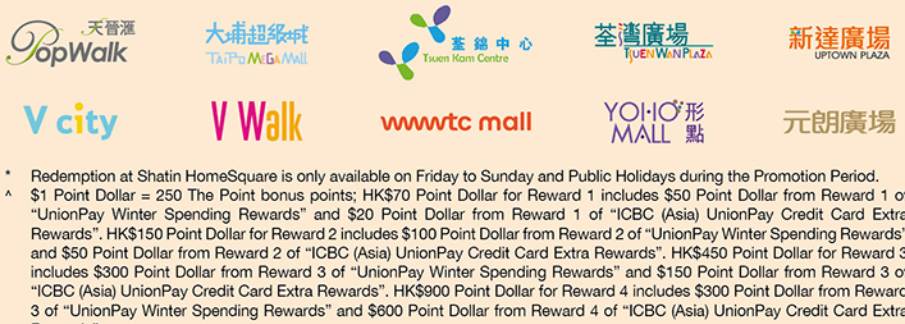 PopWalk 天晉滙
大埔超級城
TAI PO MEGA MALL
荃錦中心
Tsuen Kam Centre
荃灣廣場
TSUEN WAN PLAZA
新達廣場
UPTOWN PLAZA
V city
V Walk
wwwtc mall
YOHO 形
MALL 點
元朗廣場
* Redemption at Shatin HomeSquare is only available on Friday to Sunday and Public Holidays during the Promotion Period.
^ $1 Point Dollar = 250 The Point bonus points; HK$70 Point Dollar for Reward 1 includes $50 Point Dollar from Reward 1 of
“UnionPay Winter Spending Rewards” and $20 Point Dollar from Reward 1 of “ICBC (Asia) UnionPay Credit Card Extra
Rewards”. HK$150 Point Dollar for Reward 2 includes $100 Point Dollar from Reward 2 of “UnionPay Winter Spending Rewards”
and $50 Point Dollar from Reward 2 of “ICBC (Asia) UnionPay Credit Card Extra Rewards”. HK$450 Point Dollar for Reward 3
includes $300 Point Dollar from Reward 3 of “UnionPay Winter Spending Rewards” and $150 Point Dollar from Reward 3 of
“ICBC (Asia) UnionPay Credit Card Extra Rewards”. HK$900 Point Dollar for Reward 4 includes $300 Point Dollar from Reward
3 of “UnionPay Winter Spending Rewards” and $600 Point Dollar from Reward 4 of “ICBC (Asia) UnionPay Credit Card Extra